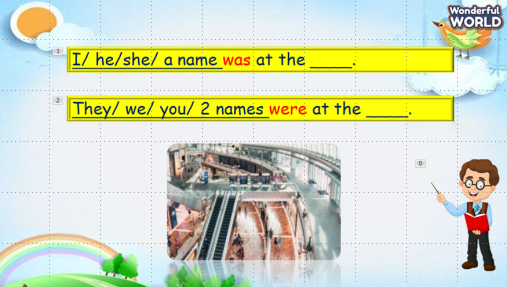 Wonderful
WORLD
1
I/ he/she/ a name was at the ____.
2
They/ we/ you/ 2 names were at the ____.
0